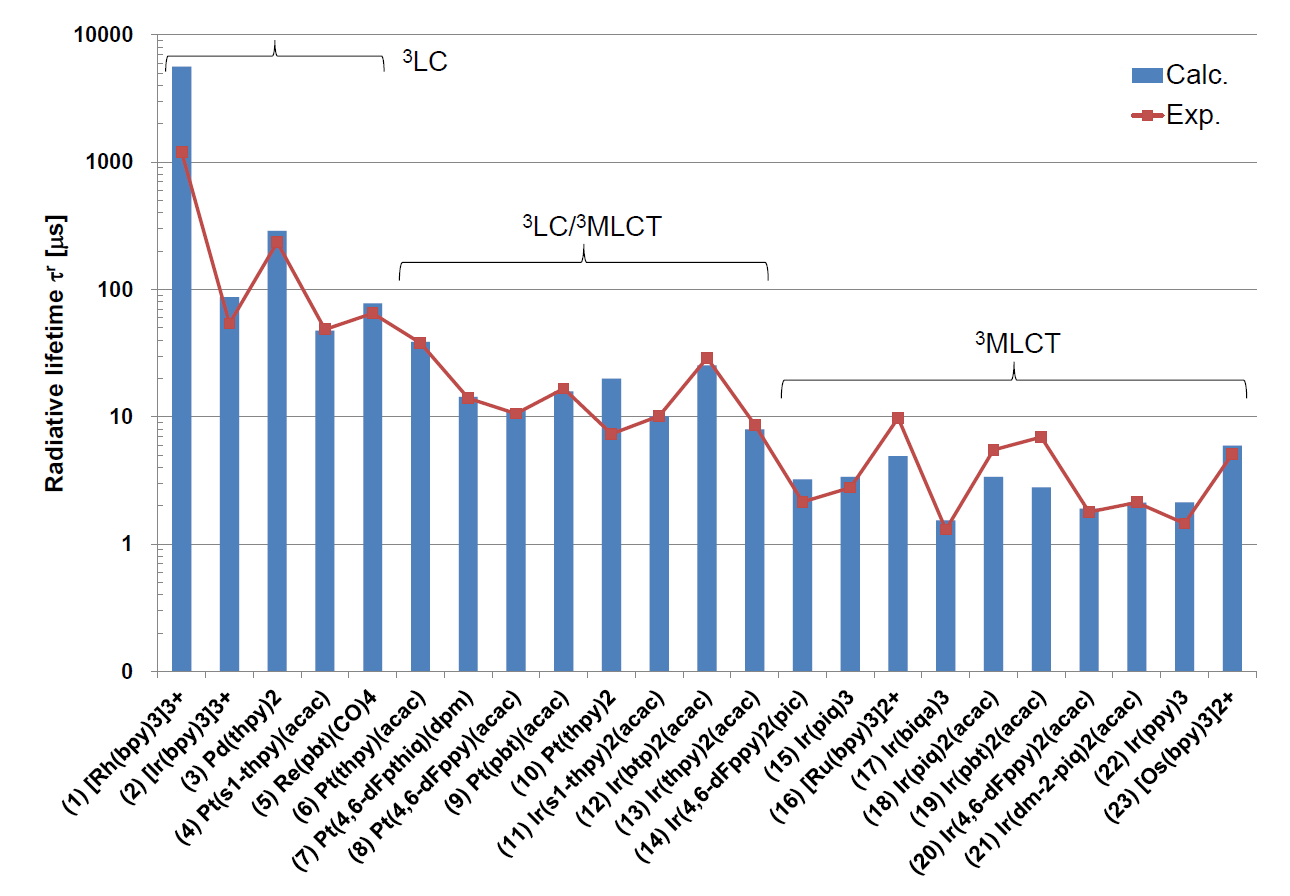 10000
1000
100
10
1
0
Radiative lifetime τʳ [μs]
³LC
³LC/³MLCT
³MLCT
Calc.
Exp.
(1) [Rh(bpy)3]3+
(2) [Ir(bpy)3]3+
(3) Pd(thpy)2
(4) Pt(s1-thpy)(acac)
(5) Re(pbt)(CO)4
(6) Pt(thpy)(acac)
(7) Pt(4,6-dFpthiq)(dpm)
(8) Pt(4,6-dFppy)(acac)
(9) Pt(pbt)(acac)
(10) Pt(thpy)2
(11) Ir(s1-thpy)2(acac)
(12) Ir(btp)2(acac)
(13) Ir(thpy)2(acac)
(14) Ir(4,6-dFppy)2(pic)
(15) Ir(piq)3
(16) [Ru(bpy)3]2+
(17) Ir(biqa)3
(18) Ir(piq)2(acac)
(19) Ir(pbt)2(acac)
(20) Ir(4,6-dFppy)2(acac)
(21) Ir(dm-2-piq)2(acac)
(22) Ir(ppy)3
(23) [Os(bpy)3]2+